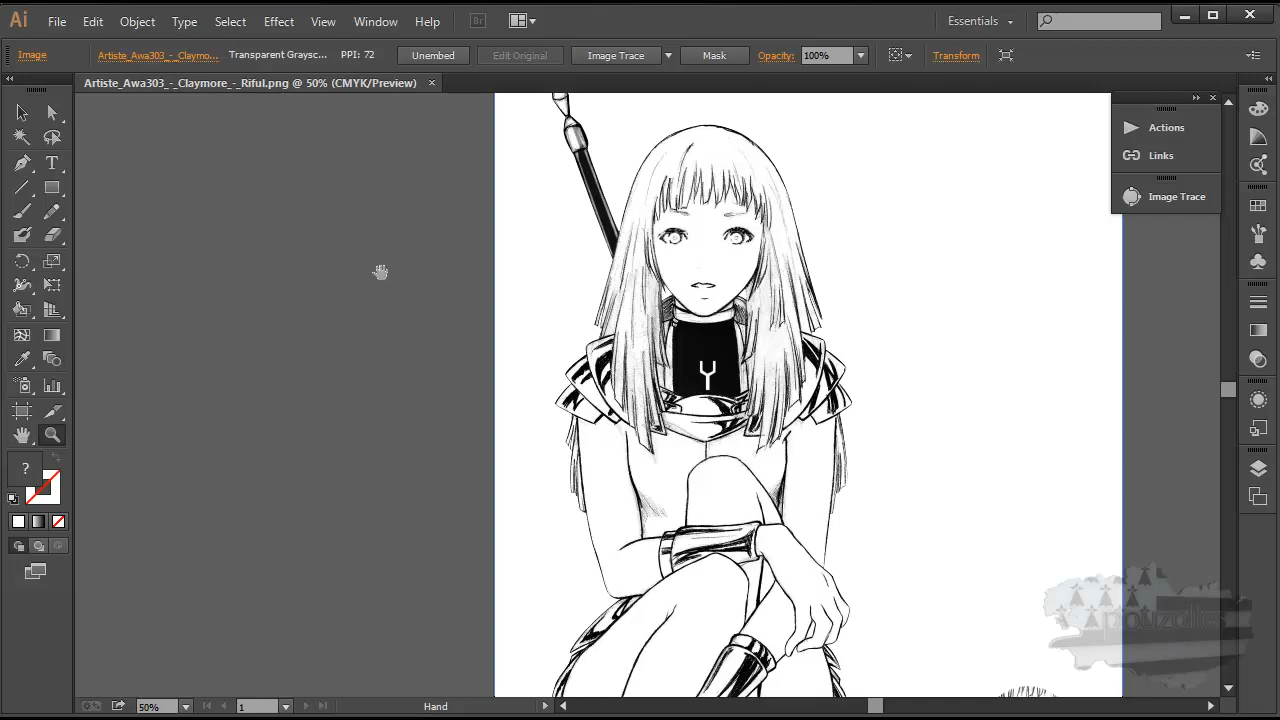 Ai File Edit Object Type Select Effect View Window Help Br Essentials
Image Artiste_Awa303_-_Claymo... Transparent Graysc... PPI: 72 Unembed Edit Original Image Trace Mask Opacity: 100% Transform
Artiste_Awa303_-_Claymore_-_Riful.png @ 50% (CMYK/Preview)
Actions
Links
Image Trace
?
50% 1 Hand